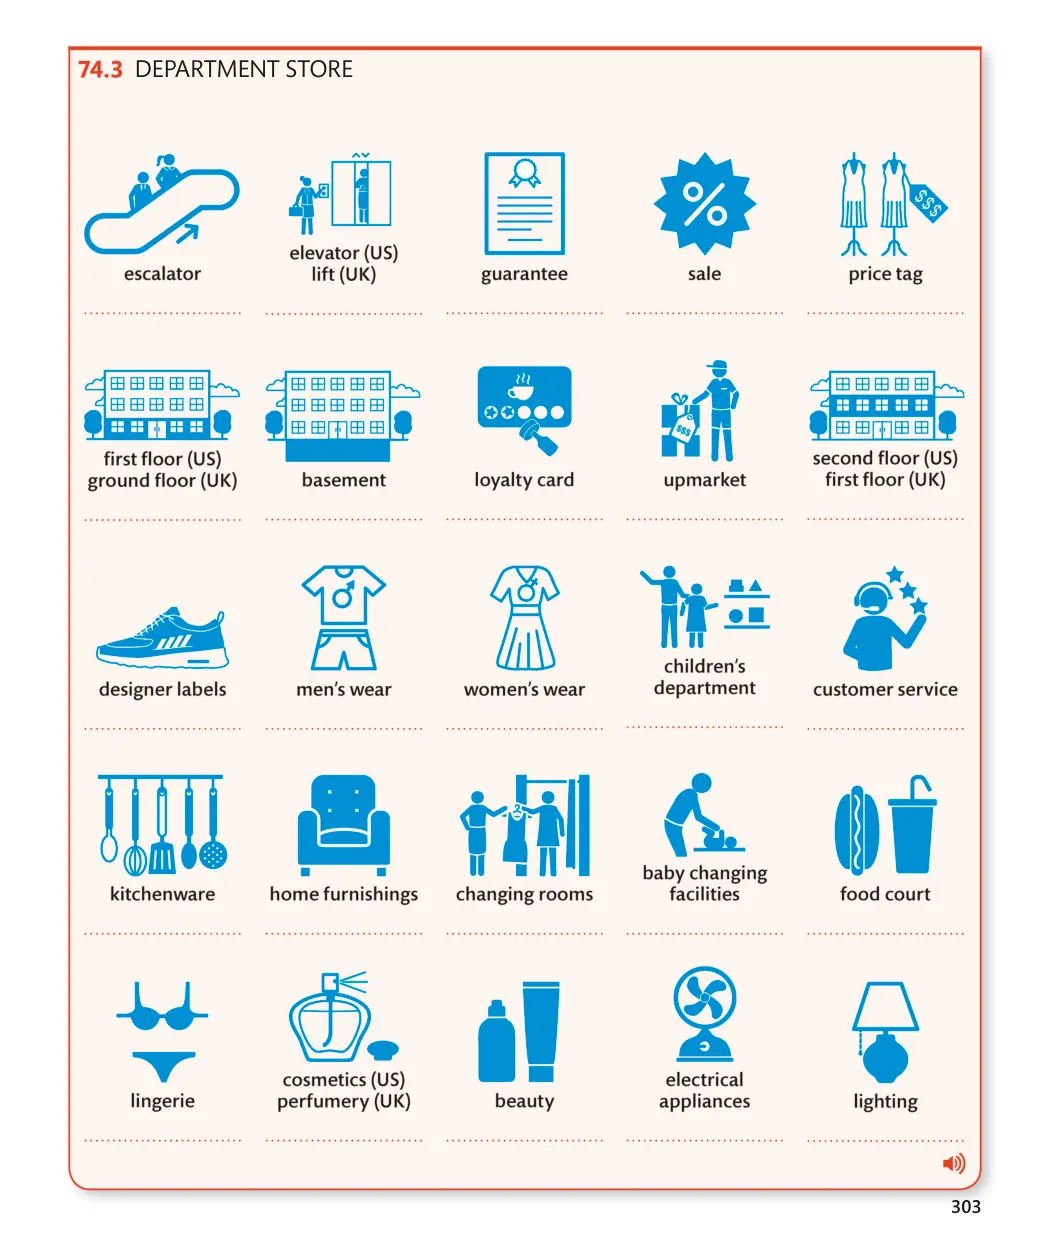 74.3 DEPARTMENT STORE
escalator
elevator (US)
lift (UK)
guarantee
sale
price tag
$$$
first floor (US)
ground floor (UK)
basement
loyalty card
upmarket
$$$
second floor (US)
first floor (UK)
designer labels
men's wear
women's wear
children's
department
customer service
kitchenware
home furnishings
changing rooms
baby changing
facilities
food court
lingerie
cosmetics (US)
perfumery (UK)
beauty
electrical
appliances
lighting
303